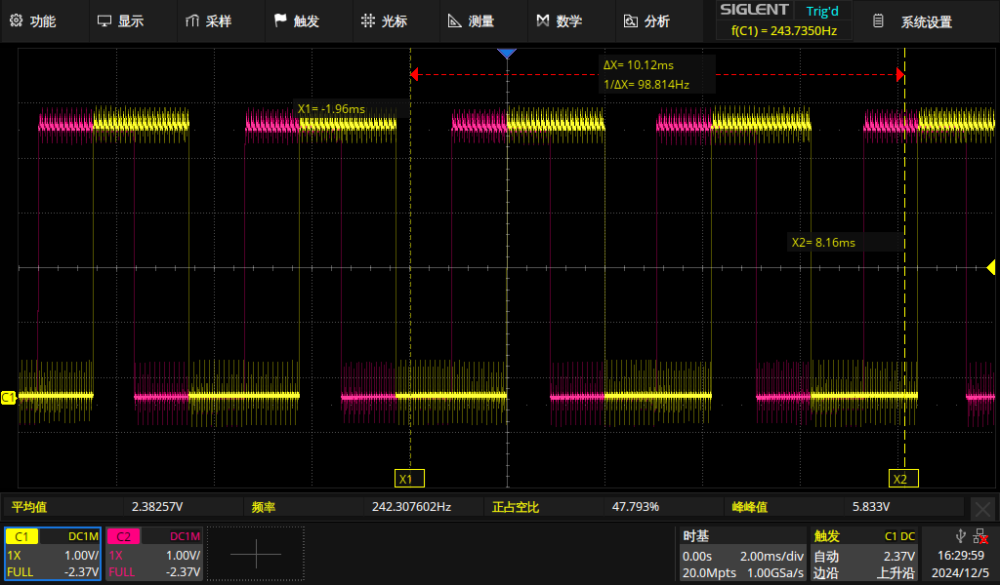 功能 显示 采样 触发 光标 测量 数学 分析 SIGLENT Trig'd 系统设置
f(C1) = 243.7350Hz
ΔX= 10.12ms
1/ΔX= 98.814Hz
X1= -1.96ms
X2= 8.16ms
C1
X1 X2
平均值 2.38257V 频率 242.307602Hz 正占空比 47.793% 峰峰值 5.833V
C1 DC1M C2 DC1M 时基 触发 C1 DC
1X 1.00V/ 1X 1.00V/ 0.00s 2.00ms/div 自动 2.37V 16:29:59
FULL -2.37V FULL -2.37V 20.0Mpts 1.00GSa/s 边沿 上升沿 2024/12/5